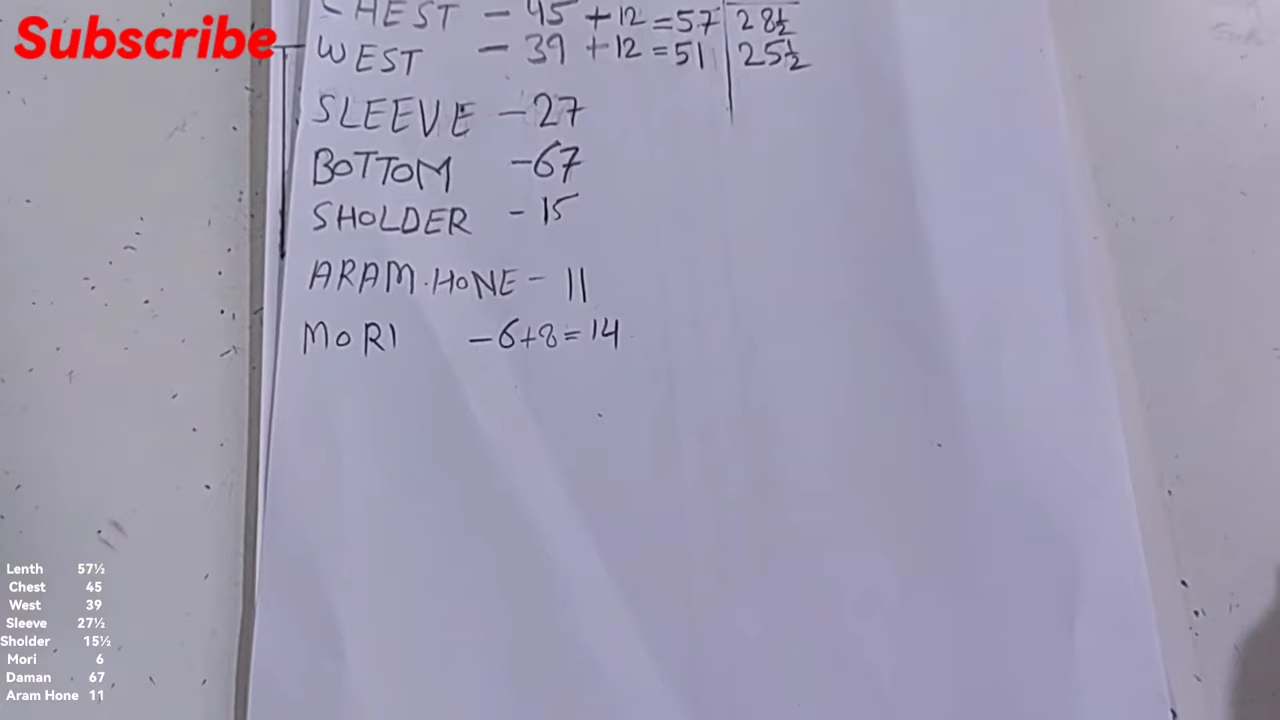 Subscribe
CHEST - 45 + 12 = 57 28½
WEST - 39 + 12 = 51 25½
SLEEVE - 27
BOTTOM - 67
SHOLDER - 15
ARAM.HONE - 11
MORI - 6+8=14
Lenth 57½
Chest 45
West 39
Sleeve 27½
Sholder 15½
Mori 6
Daman 67
Aram Hone 11